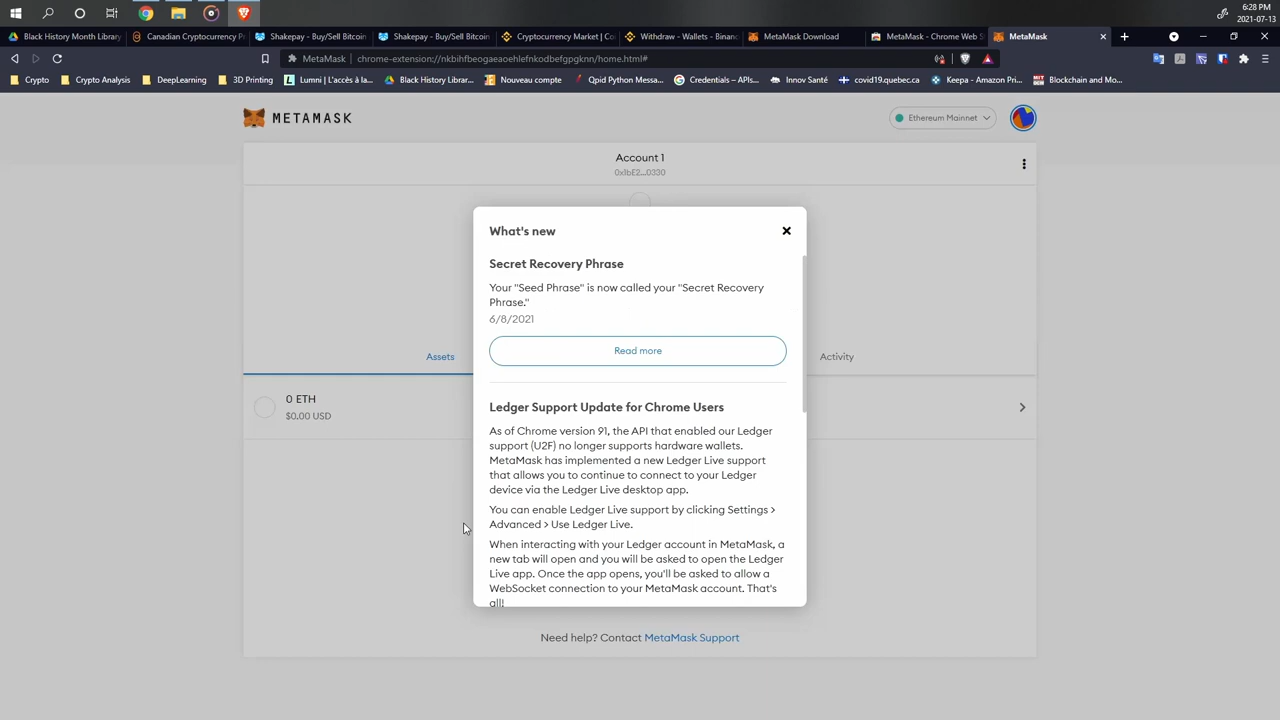 6:28 PM
2021-07-13
Black History Month Library
Canadian Cryptocurrency P
Shakepay - Buy/Sell Bitcoin
Shakepay - Buy/Sell Bitcoin
Cryptocurrency Market | Co
Withdraw - Wallets - Binan
MetaMask Download
MetaMask - Chrome Web S
MetaMask
MetaMask | chrome-extension://nkbihfbeogaeaoehlefnkodbefgpgknn/home.html#
Crypto
Crypto Analysis
DeepLearning
3D Printing
Lumni | L'accès à la...
Black History Librar...
Nouveau compte
Qpid Python Messa...
Credentials – APIs...
Innov Santé
covid19.quebec.ca
Keepa - Amazon Pri...
Blockchain and Mo...
METAMASK
Ethereum Mainnet
Account 1
0x1bE2...0330
What's new
Secret Recovery Phrase
Your "Seed Phrase" is now called your "Secret Recovery
Phrase."
6/8/2021
Read more
Assets
Activity
0 ETH
$0.00 USD
Ledger Support Update for Chrome Users
As of Chrome version 91, the API that enabled our Ledger
support (U2F) no longer supports hardware wallets.
MetaMask has implemented a new Ledger Live support
that allows you to continue to connect to your Ledger
device via the Ledger Live desktop app.
You can enable Ledger Live support by clicking Settings >
Advanced > Use Ledger Live.
When interacting with your Ledger account in MetaMask, a
new tab will open and you will be asked to open the Ledger
Live app. Once the app opens, you'll be asked to allow a
WebSocket connection to your MetaMask account. That's
all!
Need help? Contact MetaMask Support